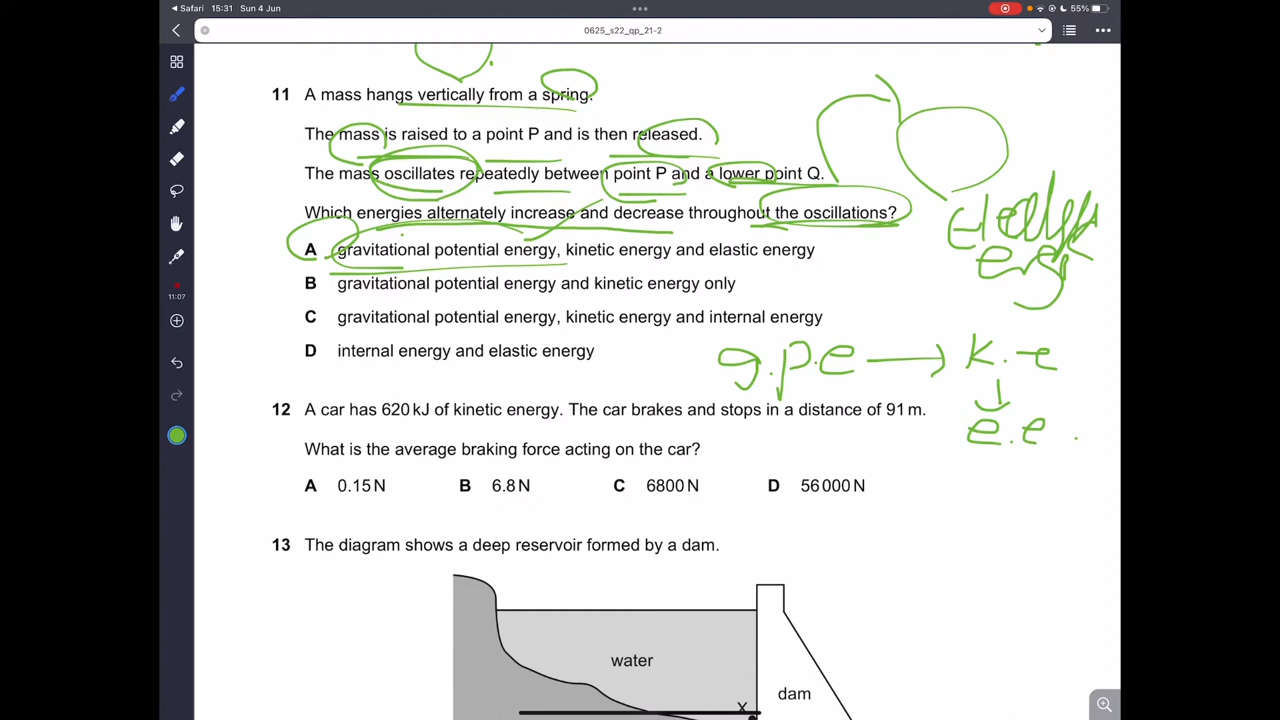 Safari 15:31 Sun 4 Jun 55%
0625_s22_qp_21-2
11 A mass hangs vertically from a spring.
The mass is raised to a point P and is then released.
The mass oscillates repeatedly between point P and a lower point Q.
Which energies alternately increase and decrease throughout the oscillations?
A gravitational potential energy, kinetic energy and elastic energy
B gravitational potential energy and kinetic energy only
C gravitational potential energy, kinetic energy and internal energy
D internal energy and elastic energy
g.p.e → k.e
e.e
11:07
12 A car has 620 kJ of kinetic energy. The car brakes and stops in a distance of 91 m.
What is the average braking force acting on the car?
A 0.15 N B 6.8 N C 6800 N D 56 000 N
13 The diagram shows a deep reservoir formed by a dam.
water
dam
X